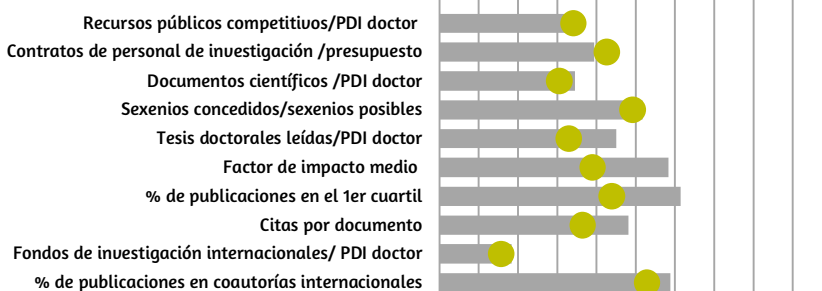 Recursos públicos competitivos/PDI doctor
Contratos de personal de investigación /presupuesto
Documentos científicos /PDI doctor
Sexenios concedidos/sexenios posibles
Tesis doctorales leídas/PDI doctor
Factor de impacto medio
% de publicaciones en el 1er cuartil
Citas por documento
Fondos de investigación internacionales/ PDI doctor
% de publicaciones en coautorías internacionales